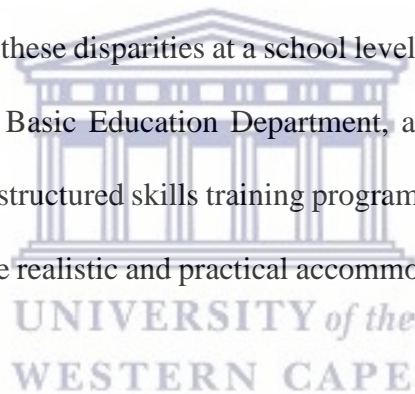 these disparities at a school level
Basic Education Department, a
structured skills training program
e realistic and practical accommo
UNIVERSITY of the
WESTERN CAPE